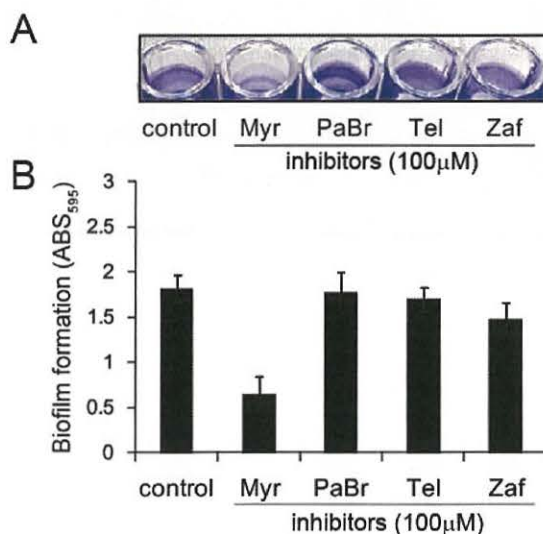 A
control Myr PaBr Tel Zaf
inhibitors (100μM)
B
Biofilm formation (ABS595)
3
2.5
2
1.5
1
0.5
0
control Myr PaBr Tel Zaf
inhibitors (100μM)